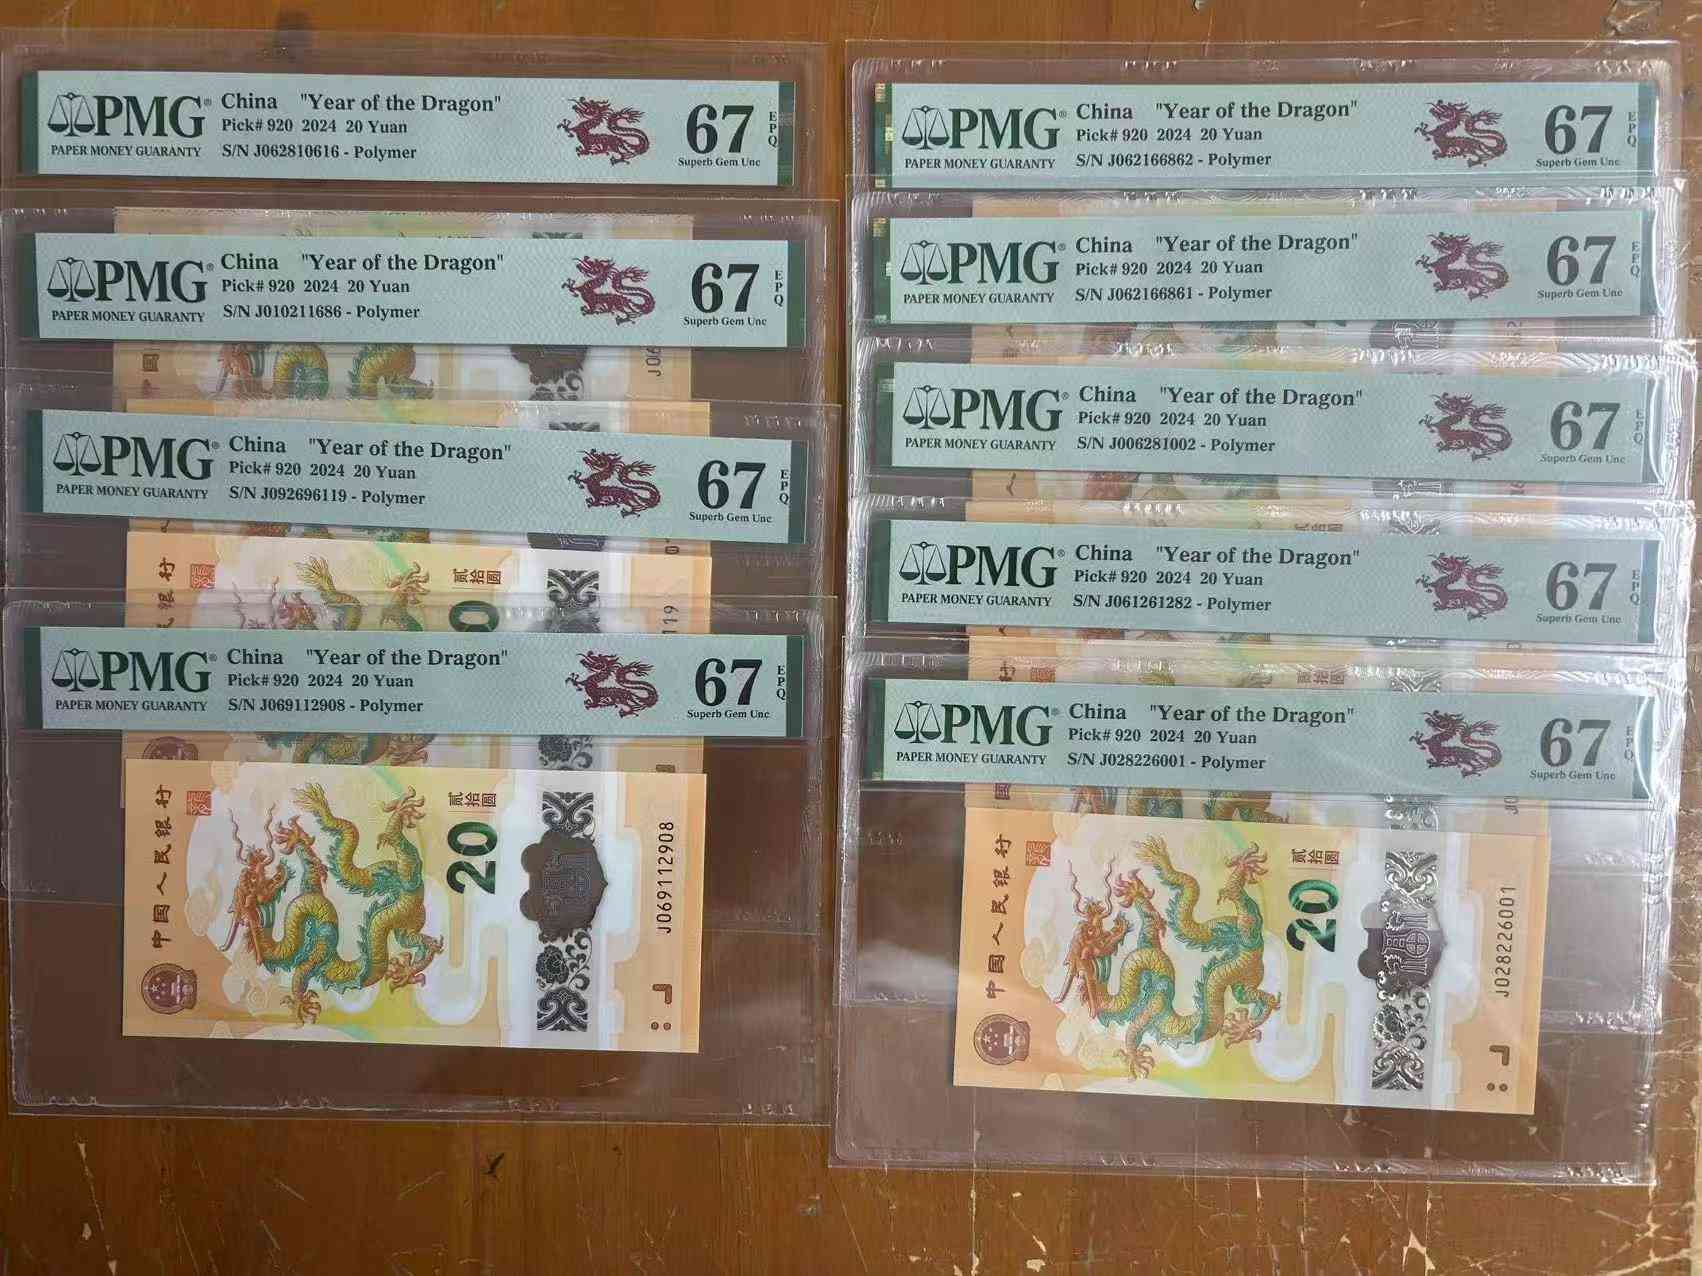 PMG®
PAPER MONEY GUARANTY
China "Year of the Dragon"
Pick# 920 2024 20 Yuan
S/N J062810616 - Polymer
67
Superb Gem Unc
EPQ
PMG®
PAPER MONEY GUARANTY
China "Year of the Dragon"
Pick# 920 2024 20 Yuan
S/N J010211686 - Polymer
67
Superb Gem Unc
EPQ
中国
J06
PMG®
PAPER MONEY GUARANTY
China "Year of the Dragon"
Pick# 920 2024 20 Yuan
S/N J092696119 - Polymer
67
Superb Gem Unc
EPQ
银行
贰拾圆
0
119
PMG®
PAPER MONEY GUARANTY
China "Year of the Dragon"
Pick# 920 2024 20 Yuan
S/N J069112908 - Polymer
67
Superb Gem Unc
EPQ
中国人民银行
贰拾圆
20
J069112908
PMG®
PAPER MONEY GUARANTY
China "Year of the Dragon"
Pick# 920 2024 20 Yuan
S/N J062166862 - Polymer
67
Superb Gem Unc
EPQ
PMG®
PAPER MONEY GUARANTY
China "Year of the Dragon"
Pick# 920 2024 20 Yuan
S/N J062166861 - Polymer
67
Superb Gem Unc
EPQ
PMG®
PAPER MONEY GUARANTY
China "Year of the Dragon"
Pick# 920 2024 20 Yuan
S/N J006281002 - Polymer
67
Superb Gem Unc
EPQ
PMG®
PAPER MONEY GUARANTY
China "Year of the Dragon"
Pick# 920 2024 20 Yuan
S/N J061261282 - Polymer
67
Superb Gem Unc
EPQ
PMG®
PAPER MONEY GUARANTY
China "Year of the Dragon"
Pick# 920 2024 20 Yuan
S/N J028226001 - Polymer
67
Superb Gem Unc
EPQ
中国人民银行
贰拾圆
20
J028226001